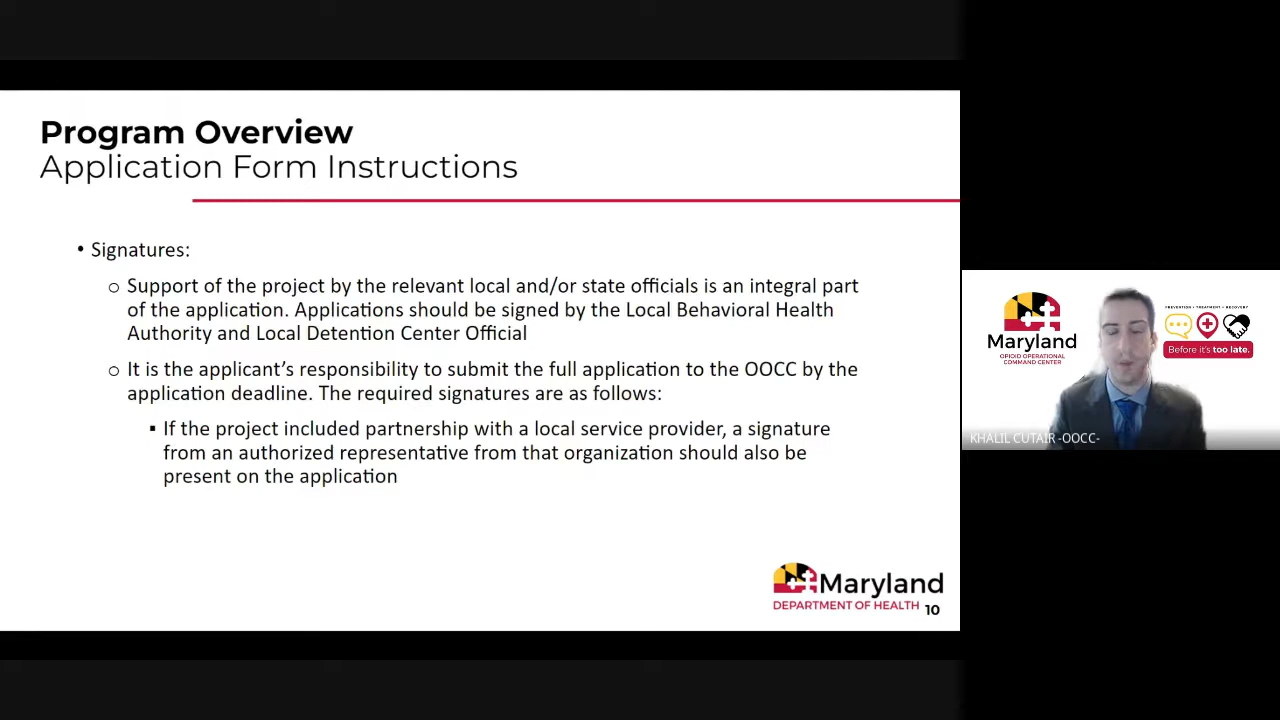 Program Overview
Application Form Instructions
• Signatures:
o Support of the project by the relevant local and/or state officials is an integral part
of the application. Applications should be signed by the Local Behavioral Health
Authority and Local Detention Center Official
o It is the applicant’s responsibility to submit the full application to the OOCC by the
application deadline. The required signatures are as follows:
▪ If the project included partnership with a local service provider, a signature
from an authorized representative from that organization should also be
present on the application
Maryland
DEPARTMENT OF HEALTH
10
Maryland
OPIOID OPERATIONAL
COMMAND CENTER
PREVENTION • TREATMENT • RECOVERY
Before it's too late.
KHALIL CUTAIR -OOCC-